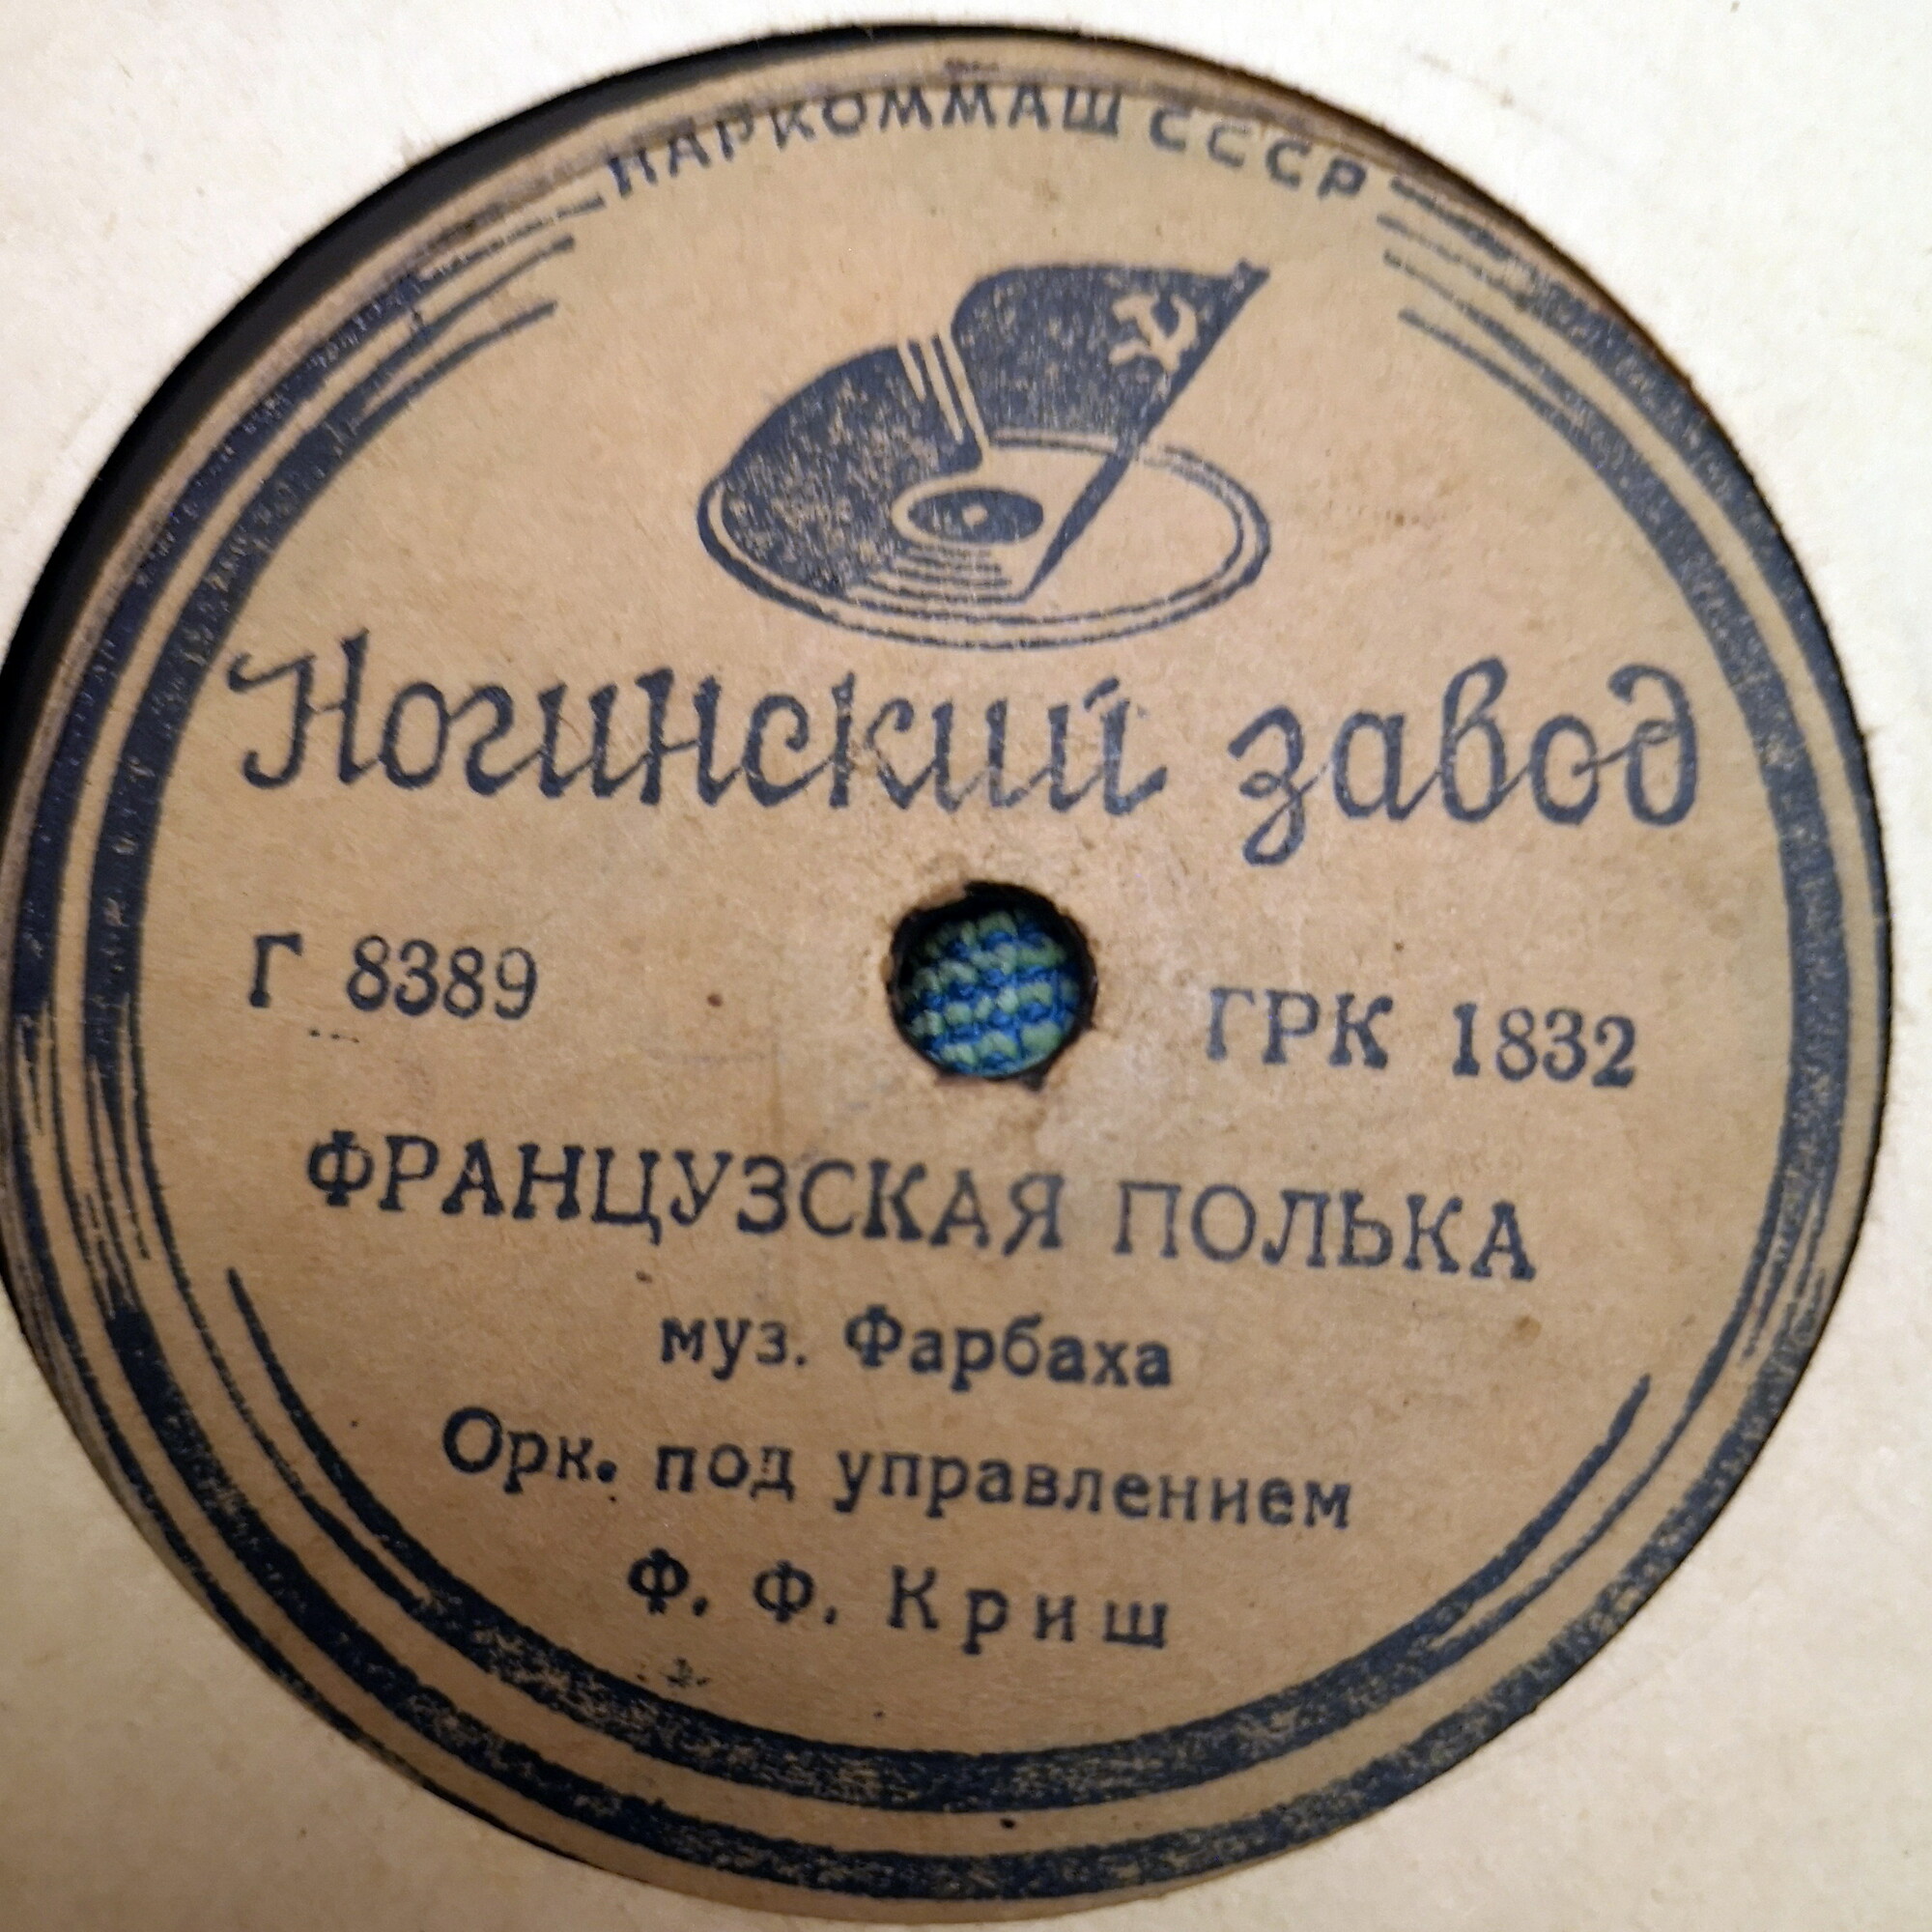 НАРКОММАШ СССР
Ногинский завод
Г 8389
ГРК 1832
ФРАНЦУЗСКАЯ ПОЛЬКА
муз. Фарбаха
Орк. под управлением
Ф. Ф. Криш